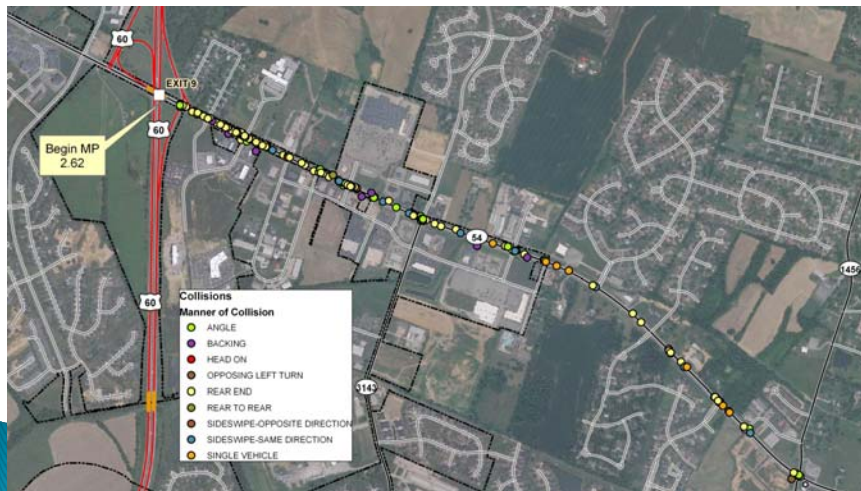 60
EXIT 9
60
Begin MP
2.62
54
1456
60
3143
Collisions
Manner of Collision
ANGLE
BACKING
HEAD ON
OPPOSING LEFT TURN
REAR END
REAR TO REAR
SIDESWIPE-OPPOSITE DIRECTION
SIDESWIPE-SAME DIRECTION
SINGLE VEHICLE